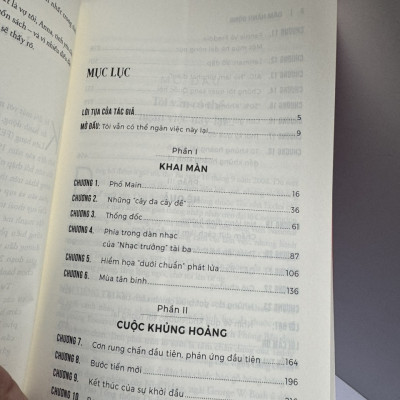 MỤC LỤC
LỜI TỰA CỦA TÁC GIẢ 5
MỞ ĐẦU: Tôi vẫn có thể ngăn việc này lại 9
Phần I
KHAI MÀN
CHƯƠNG 1. Phố Main 16
CHƯƠNG 2. Những "cây đa cây đề" 36
CHƯƠNG 3. Thống đốc 61
CHƯƠNG 4. Phía trong dàn nhạc
của "Nhạc trưởng" tài ba 87
CHƯƠNG 5. Hiểm họa "dưới chuẩn" phát lửa 106
CHƯƠNG 6. Mùa tân binh 136
Phần II
CUỘC KHỦNG HOẢNG
CHƯƠNG 7. Cơn rung chấn đầu tiên, phản ứng đầu tiên 164
CHƯƠNG 8. Bước tiến mới 196
CHƯƠNG 9. Kết thúc của sự khởi đầu
CHƯƠNG 10.